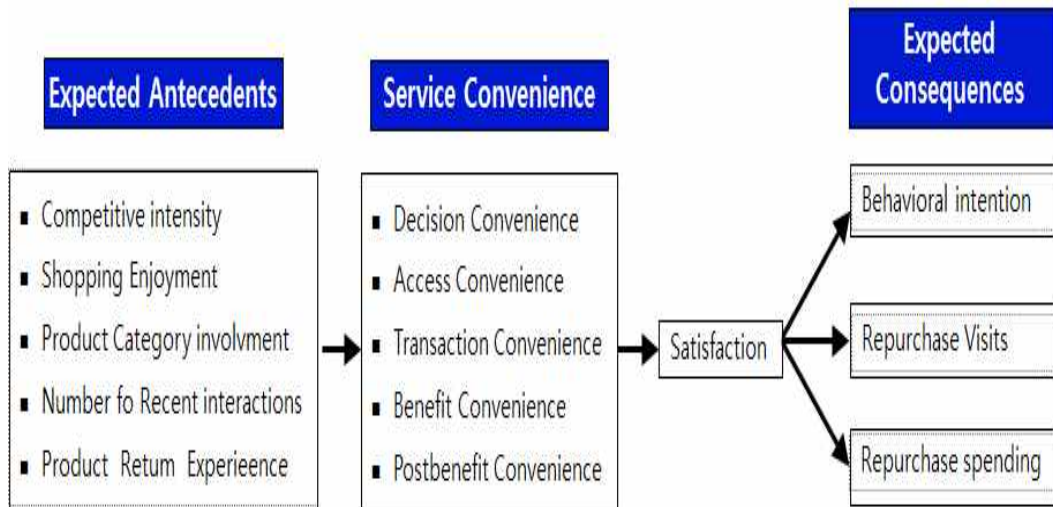 Expected Antecedents
Service Convenience
Expected
Consequences
▪ Competitive intensity
▪ Shopping Enjoyment
▪ Product Category involvment
▪ Number fo Recent interactions
▪ Product Retum Experieence
▪ Decision Convenience
▪ Access Convenience
▪ Transaction Convenience
▪ Benefit Convenience
▪ Postbenefit Convenience
Satisfaction
Behavioral intention
Repurchase Visits
Repurchase spending